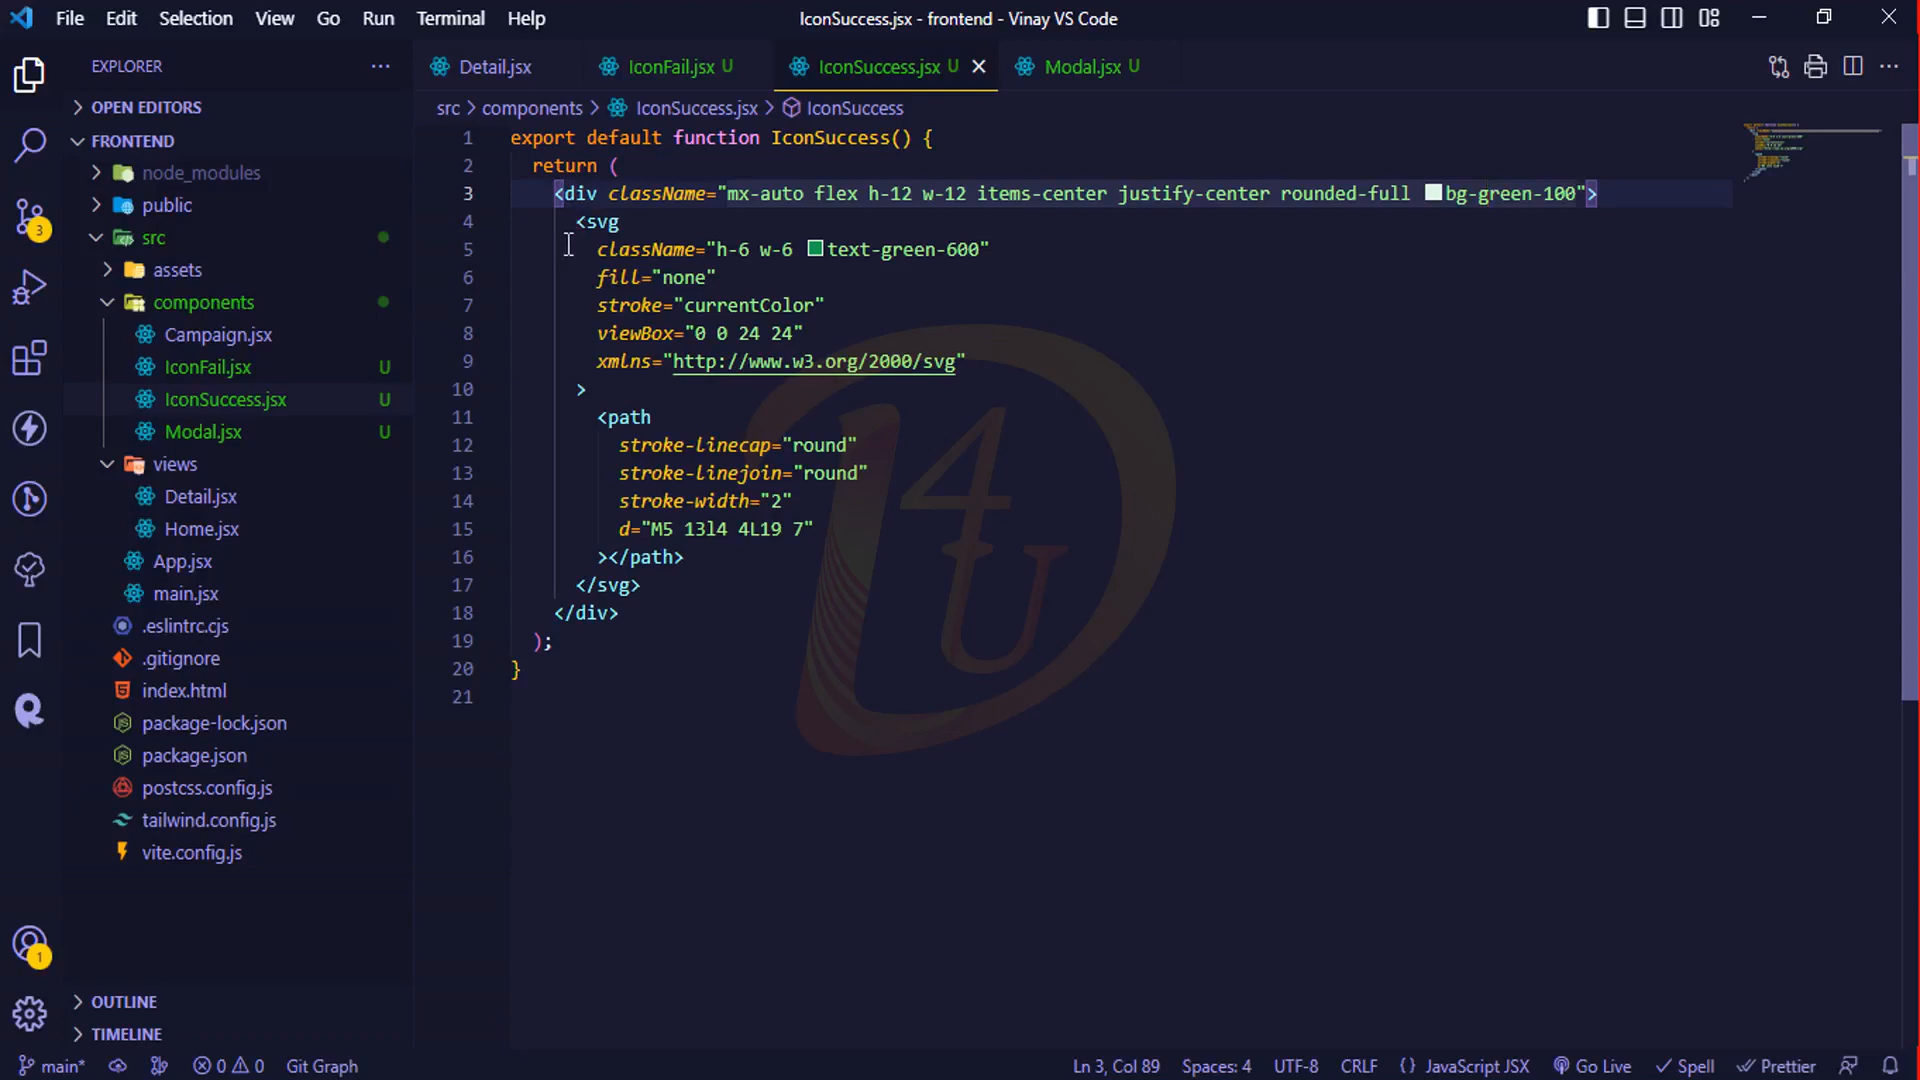 File Edit Selection View Go Run Terminal Help
IconSuccess.jsx - frontend - Vinay VS Code
EXPLORER
OPEN EDITORS
FRONTEND
node_modules
public
src
assets
components
Campaign.jsx
IconFail.jsx U
IconSuccess.jsx U
Modal.jsx U
views
Detail.jsx
Home.jsx
App.jsx
main.jsx
.eslintrc.cjs
.gitignore
index.html
package-lock.json
package.json
postcss.config.js
tailwind.config.js
vite.config.js
OUTLINE
TIMELINE
3
1
Detail.jsx IconFail.jsx U IconSuccess.jsx U Modal.jsx U
src > components > IconSuccess.jsx > IconSuccess
1 export default function IconSuccess() {
2 return (
3 <div className="mx-auto flex h-12 w-12 items-center justify-center rounded-full bg-green-100">
4 <svg
5 className="h-6 w-6 text-green-600"
6 fill="none"
7 stroke="currentColor"
8 viewBox="0 0 24 24"
9 xmlns="http://www.w3.org/2000/svg"
10 >
11 <path
12 stroke-linecap="round"
13 stroke-linejoin="round"
14 stroke-width="2"
15 d="M5 13l4 4L19 7"
16 ></path>
17 </svg>
18 </div>
19 );
20 }
21
D4U
main* 0 0 Git Graph
Ln 3, Col 89 Spaces: 4 UTF-8 CRLF {} JavaScript JSX Go Live Spell Prettier